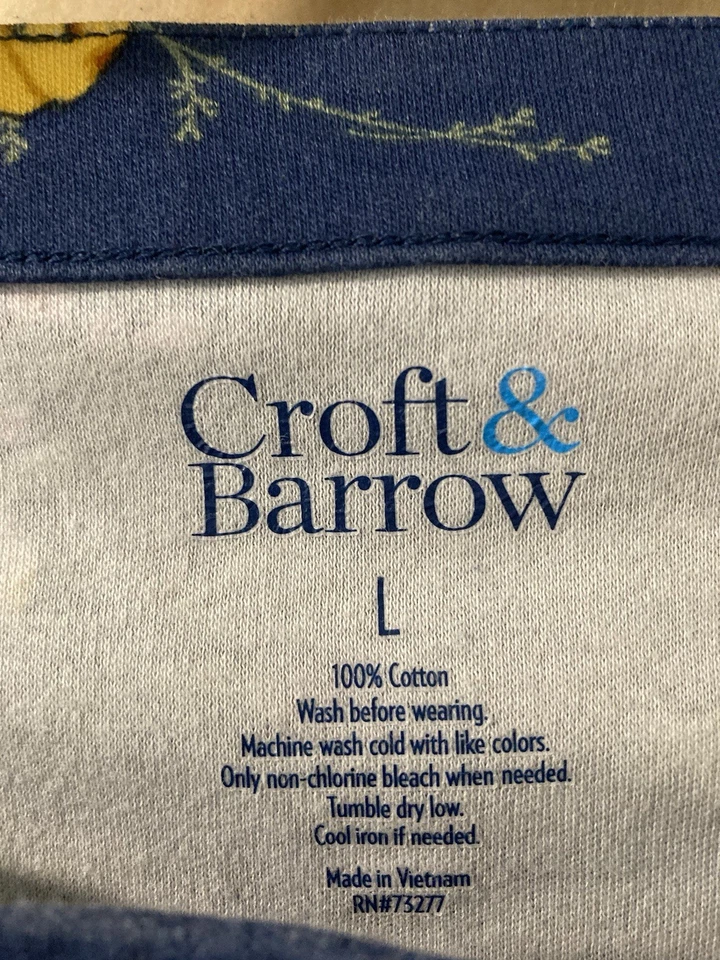 Croft &
Barrow
L
100% Cotton
Wash before wearing.
Machine wash cold with like colors.
Only non-chlorine bleach when needed.
Tumble dry low.
Cool iron if needed.
Made in Vietnam
RN#73277